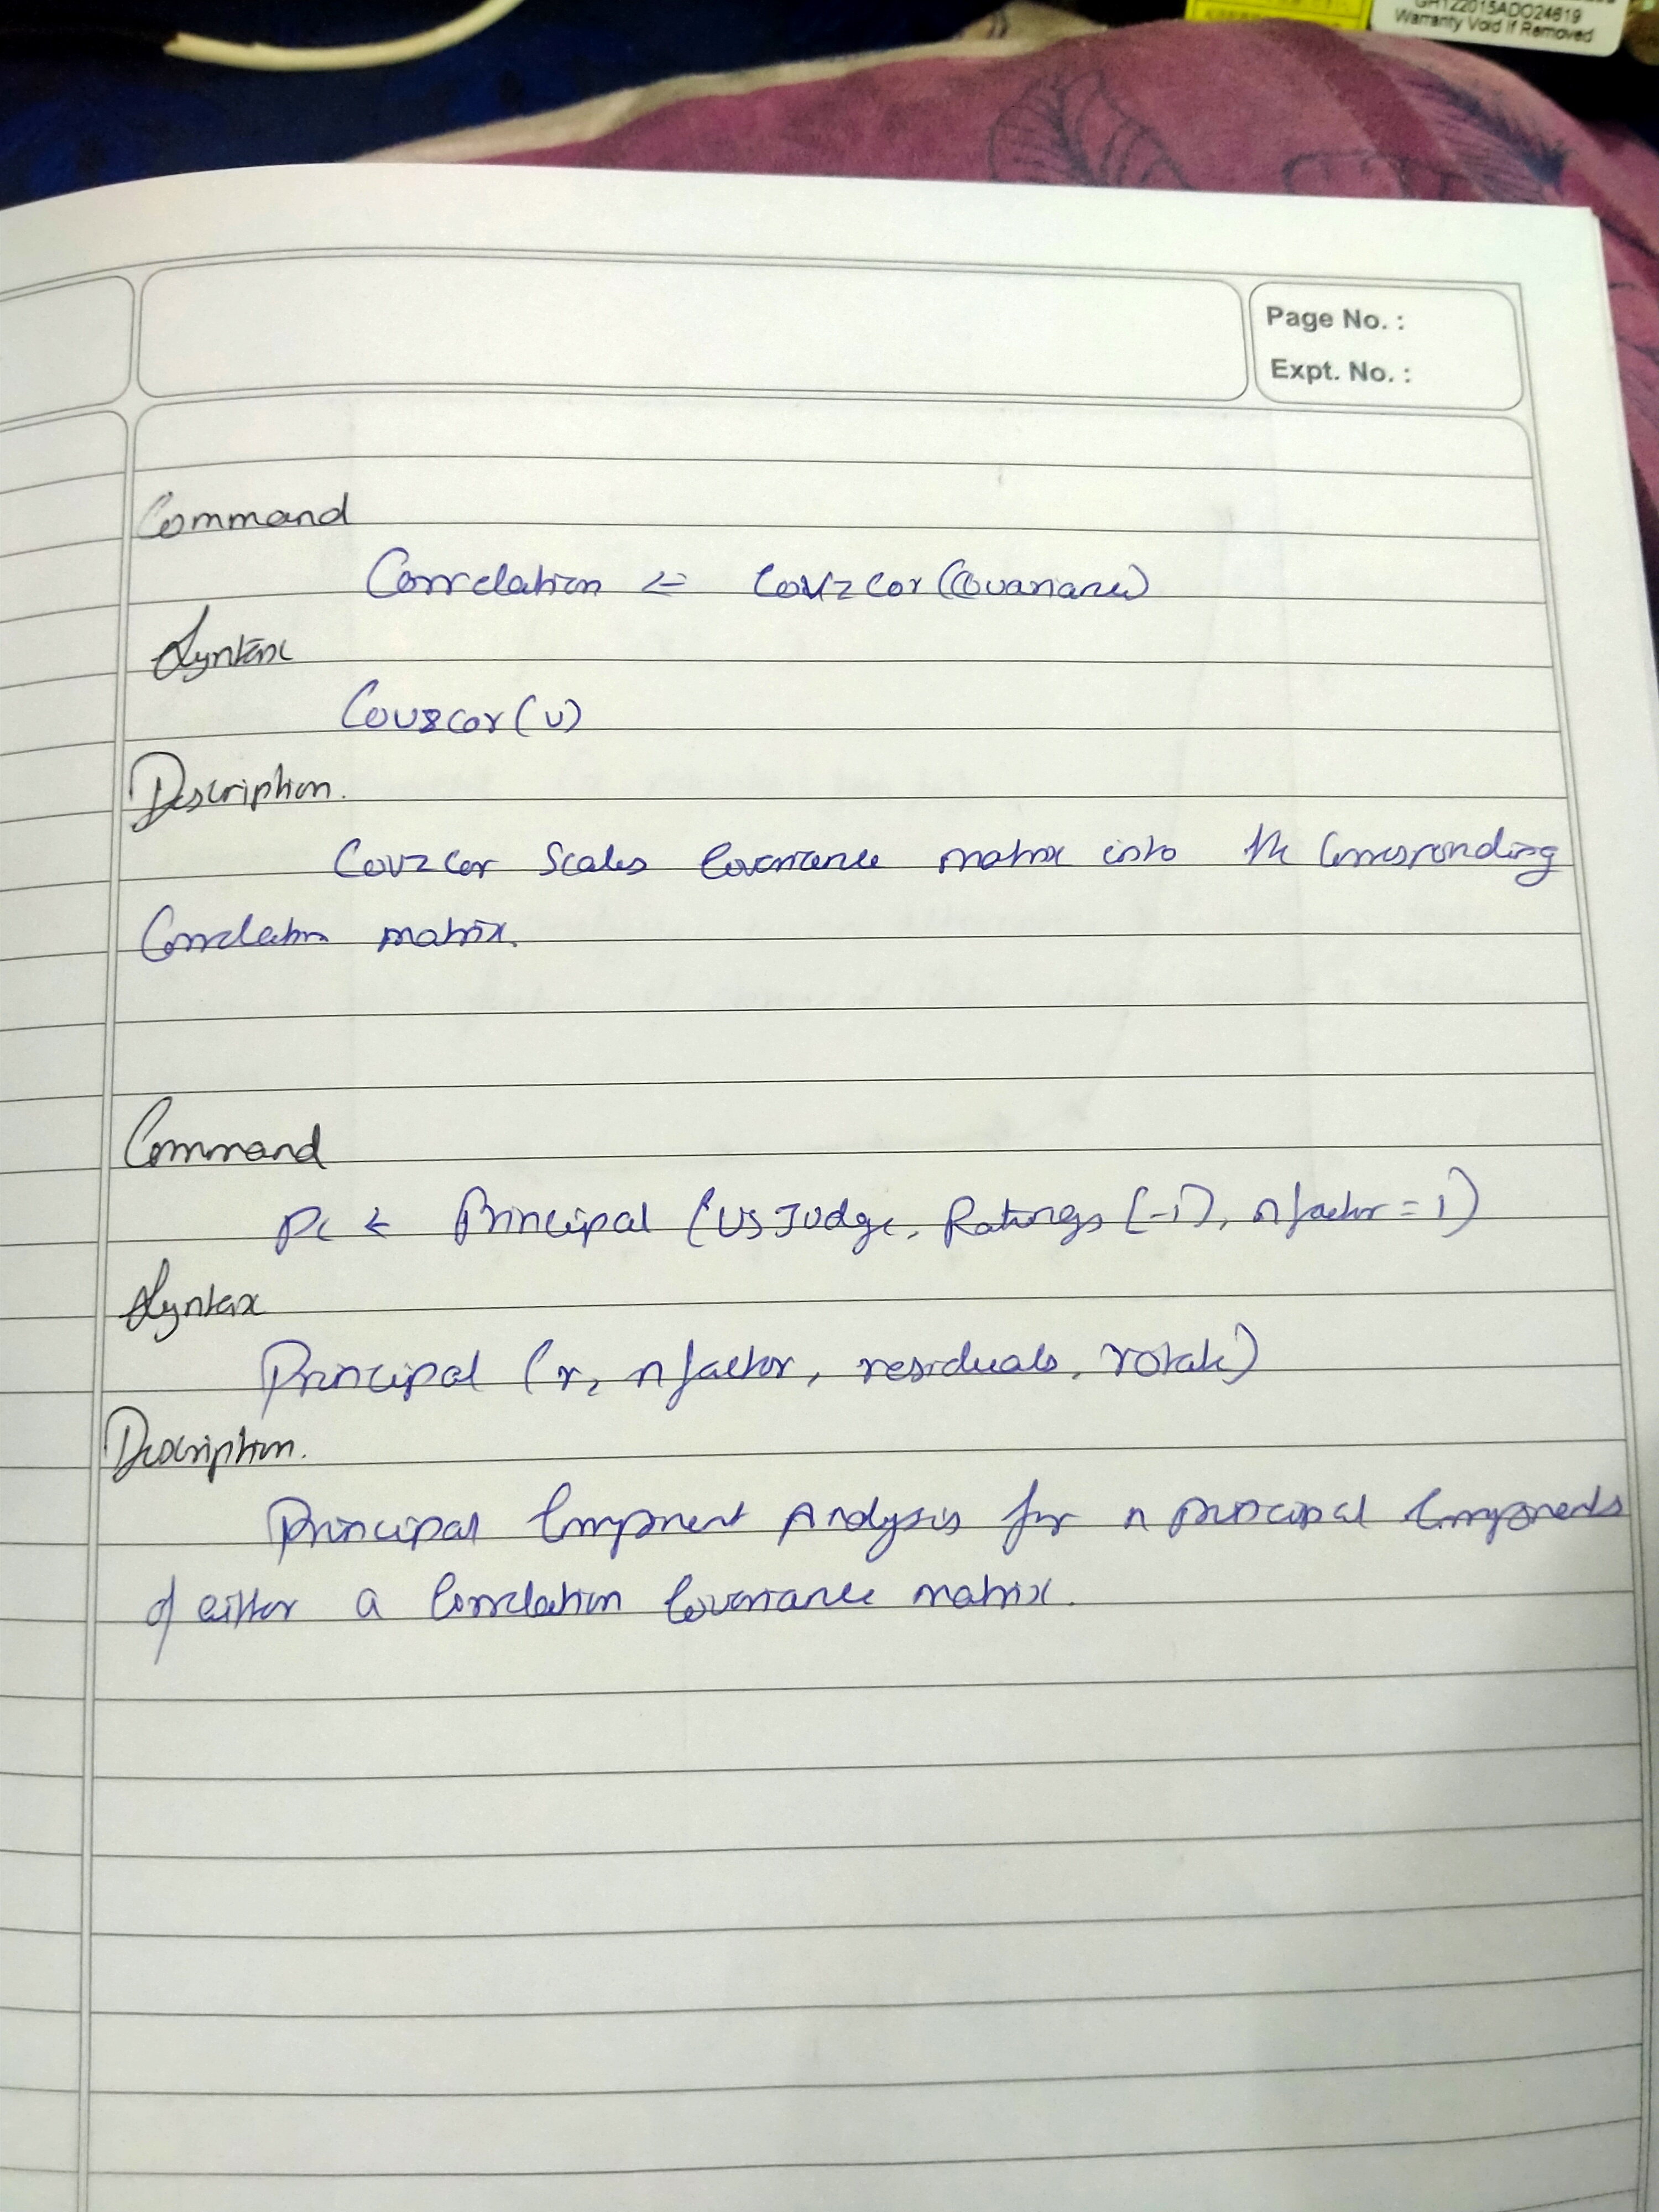 GH122015ADO24619
Warranty Void If Removed
Page No. :
Expt. No. :
Command
Correlation <= Cov2cor (Covariance)
Syntax
Cov2cor (v)
Description.
Cov2cor Scales Covariance matrix into the Corresponding
Correlation matrix.
Command
Pc <- Principal (US Judge, Ratings [-1], nfactor = 1)
Syntax
Principal (r, nfactor, residuals, rotate)
Description.
Principal Component Analysis for n principal Components
of either a Correlation Covariance matrix.